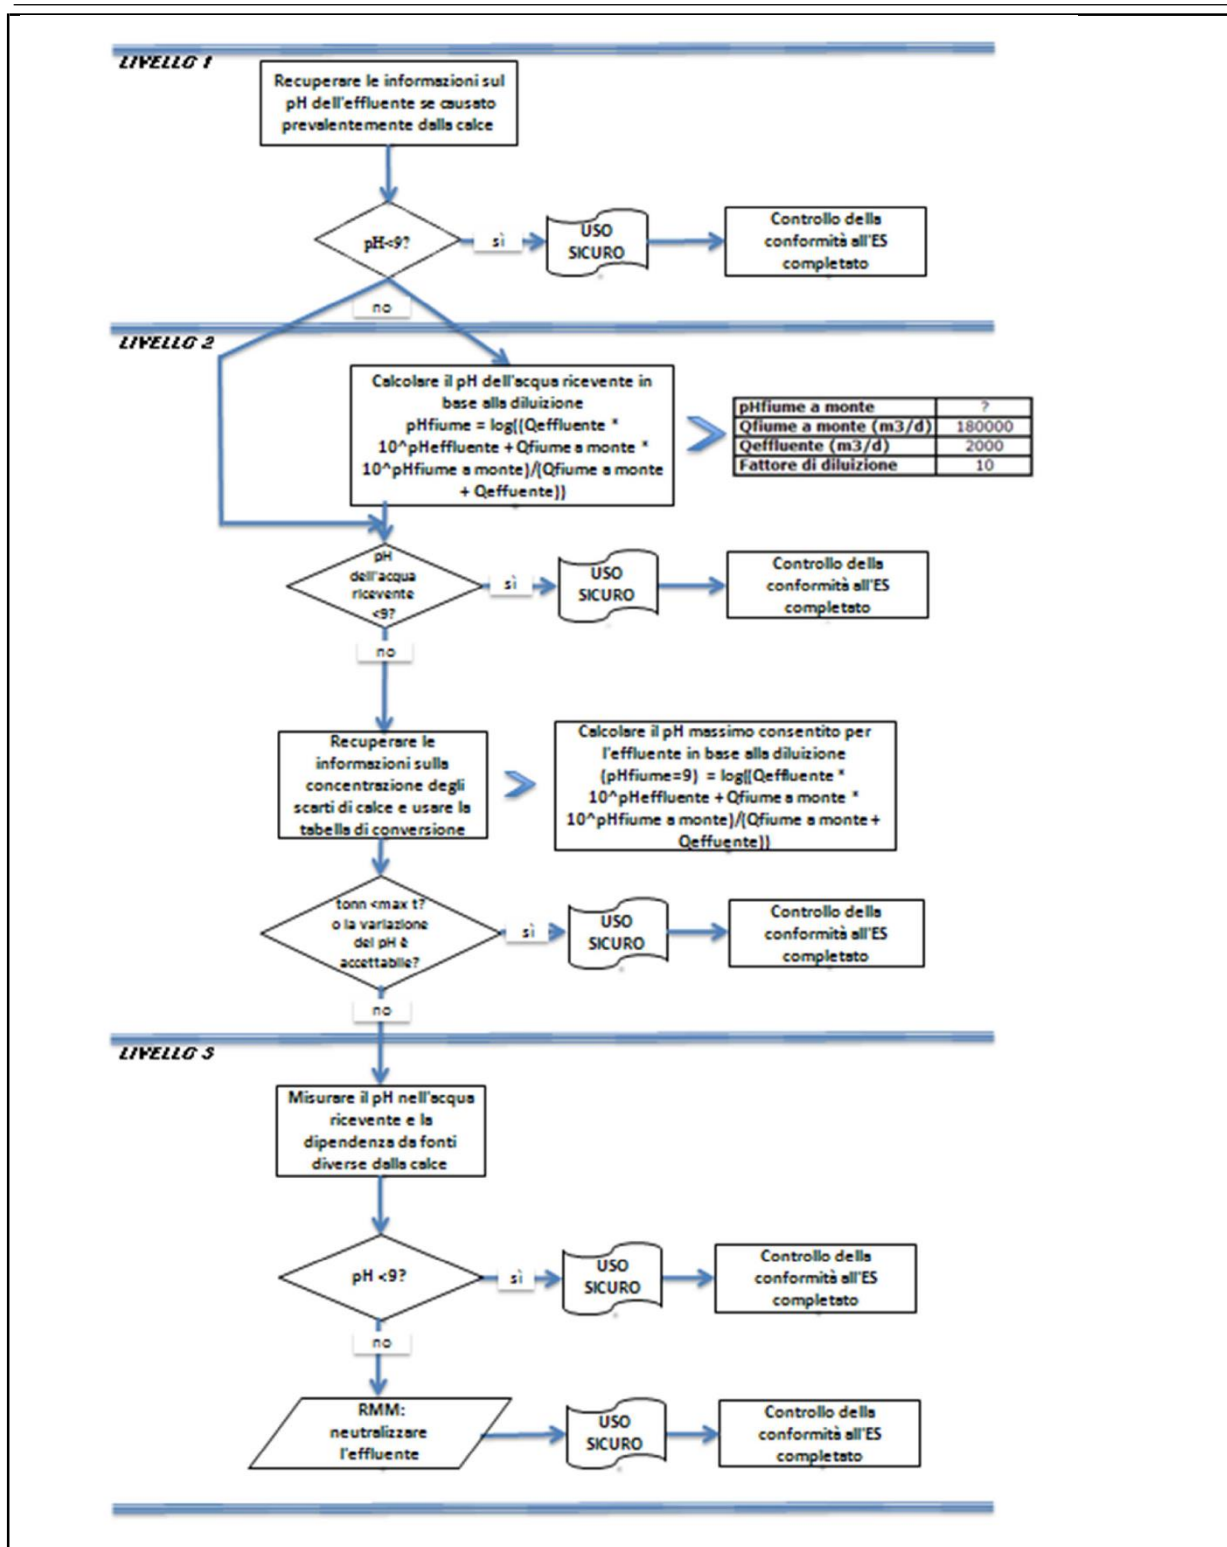 LIVELLO 1
Recuperare le informazioni sul
pH dell'effluente se causato
prevalentemente dalla calce
pH<9?
sì
USO
SICURO
Controllo della
conformità all'ES
completato
no
LIVELLO 2
Calcolare il pH dell'acqua ricevente in
base alla diluizione
pHfiume = log((Qeffluente *
10^pHeffluente + Qfiume a monte *
10^pHfiume a monte)/(Qfiume a monte
+ Qeffuente))
pHfiume a monte ?
Qfiume a monte (m3/d) 180000
Qeffluente (m3/d) 2000
Fattore di diluizione 10
pH
dell'acqua
ricevente
<9?
sì
USO
SICURO
Controllo della
conformità all'ES
completato
no
Recuperare le
informazioni sulla
concentrazione degli
scarti di calce e usare la
tabella di conversione
Calcolare il pH massimo consentito per
l'effluente in base alla diluizione
(pHfiume=9) = log((Qeffluente *
10^pHeffluente + Qfiume a monte *
10^pHfiume a monte)/(Qfiume a monte +
Qeffuente))
tonn <max t?
o la variazione
del pH è
accettabile?
sì
USO
SICURO
Controllo della
conformità all'ES
completato
no
LIVELLO 3
Misurare il pH nell'acqua
ricevente e la
dipendenza da fonti
diverse dalla calce
pH <9?
sì
USO
SICURO
Controllo della
conformità all'ES
completato
no
RMM:
neutralizzare
l'effluente
USO
SICURO
Controllo della
conformità all'ES
completato